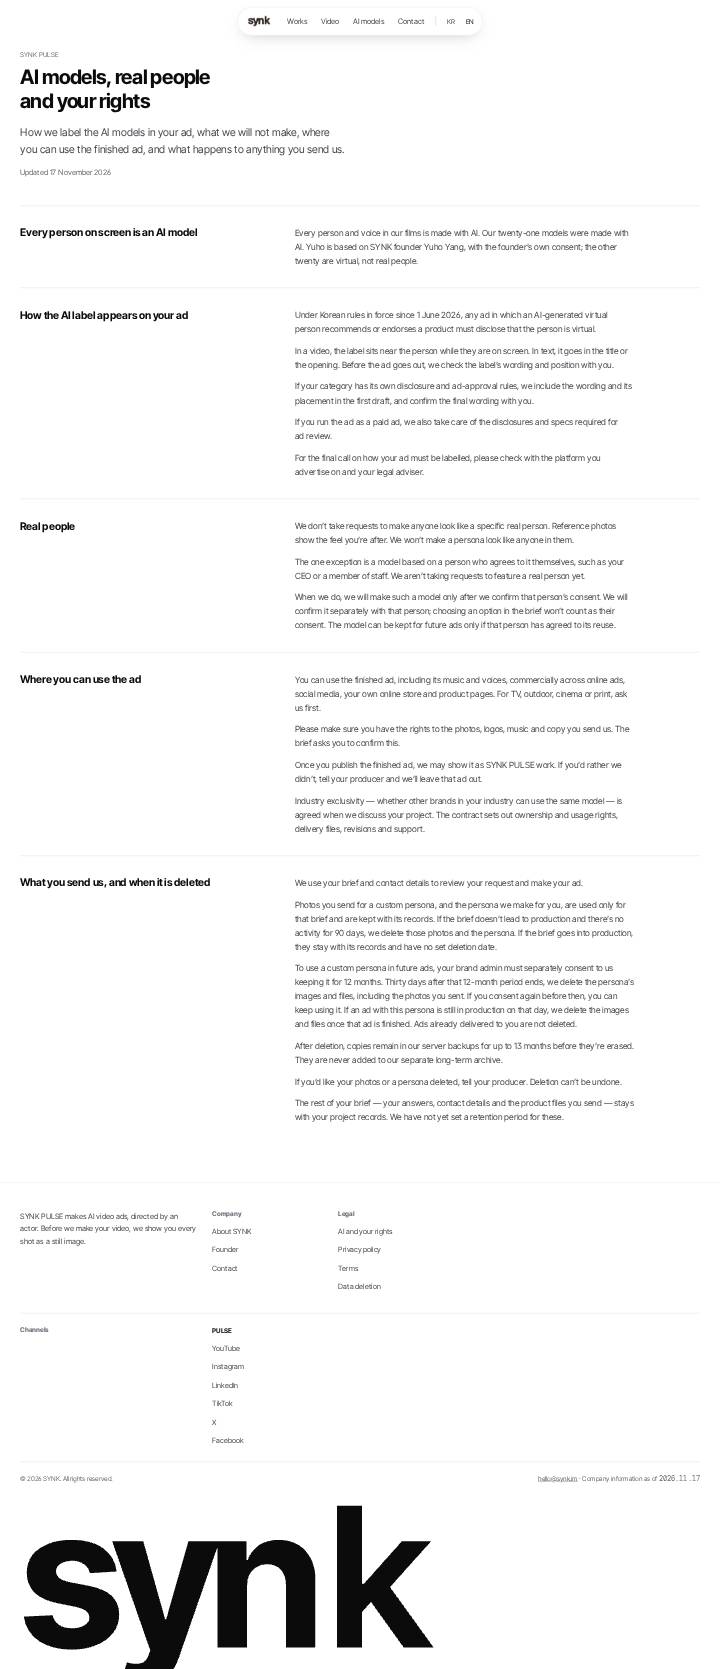 synk Works Video AI models Contact KR EN
SYNK PULSE
AI models, real people
and your rights
How we label the AI models in your ad, what we will not make, where
you can use the finished ad, and what happens to anything you send us.
Updated 17 November 2026
Every person on screen is an AI model
Every person and voice in our films is made with AI. Our twenty-one models were made with
AI. Yuho is based on SYNK founder Yuho Yang, with the founder's own consent; the other
twenty are virtual, not real people.
How the AI label appears on your ad
Under Korean rules in force since 1 June 2026, any ad in which an AI-generated virtual
person recommends or endorses a product must disclose that the person is virtual.
In a video, the label sits near the person while they are on screen. In text, it goes in the title or
the opening. Before the ad goes out, we check the label's wording and position with you.
If your category has its own disclosure and ad-approval rules, we include the wording and its
placement in the first draft, and confirm the final wording with you.
If you run the ad as a paid ad, we also take care of the disclosures and specs required for
ad review.
For the final call on how your ad must be labelled, please check with the platform you
advertise on and your legal adviser.
Real people
We don't take requests to make anyone look like a specific real person. Reference photos
show the feel you're after. We won't make a persona look like anyone in them.
The one exception is a model based on a person who agrees to it themselves, such as your
CEO or a member of staff. We aren't taking requests to feature a real person yet.
When we do, we will make such a model only after we confirm that person's consent. We will
confirm it separately with that person; choosing an option in the brief won't count as their
consent. The model can be kept for future ads only if that person has agreed to its reuse.
Where you can use the ad
You can use the finished ad, including its music and voices, commercially across online ads,
social media, your own online store and product pages. For TV, outdoor, cinema or print, ask
us first.
Please make sure you have the rights to the photos, logos, music and copy you send us. The
brief asks you to confirm this.
Once you publish the finished ad, we may show it as SYNK PULSE work. If you'd rather we
didn't, tell your producer and we'll leave that ad out.
Industry exclusivity — whether other brands in your industry can use the same model — is
agreed when we discuss your project. The contract sets out ownership and usage rights,
delivery files, revisions and support.
What you send us, and when it is deleted
We use your brief and contact details to review your request and make your ad.
Photos you send for a custom persona, and the persona we make for you, are used only for
that brief and are kept with its records. If the brief doesn't lead to production and there's no
activity for 90 days, we delete those photos and the persona. If the brief goes into production,
they stay with its records and have no set deletion date.
To use a custom persona in future ads, your brand admin must separately consent to us
keeping it for 12 months. Thirty days after that 12-month period ends, we delete the persona's
images and files, including the photos you sent. If you consent again before then, you can
keep using it. If an ad with this persona is still in production on that day, we delete the images
and files once that ad is finished. Ads already delivered to you are not deleted.
After deletion, copies remain in our server backups for up to 13 months before they're erased.
They are never added to our separate long-term archive.
If you'd like your photos or a persona deleted, tell your producer. Deletion can't be undone.
The rest of your brief — your answers, contact details and the product files you send — stays
with your project records. We have not yet set a retention period for these.
SYNK PULSE makes AI video ads, directed by an
actor. Before we make your video, we show you every
shot as a still image.
Company
About SYNK
Founder
Contact
Legal
AI and your rights
Privacy policy
Terms
Data deletion
Channels
PULSE
YouTube
Instagram
LinkedIn
TikTok
X
Facebook
© 2026 SYNK. All rights reserved.
hello@synk.im · Company information as of 2026.11.17
synk